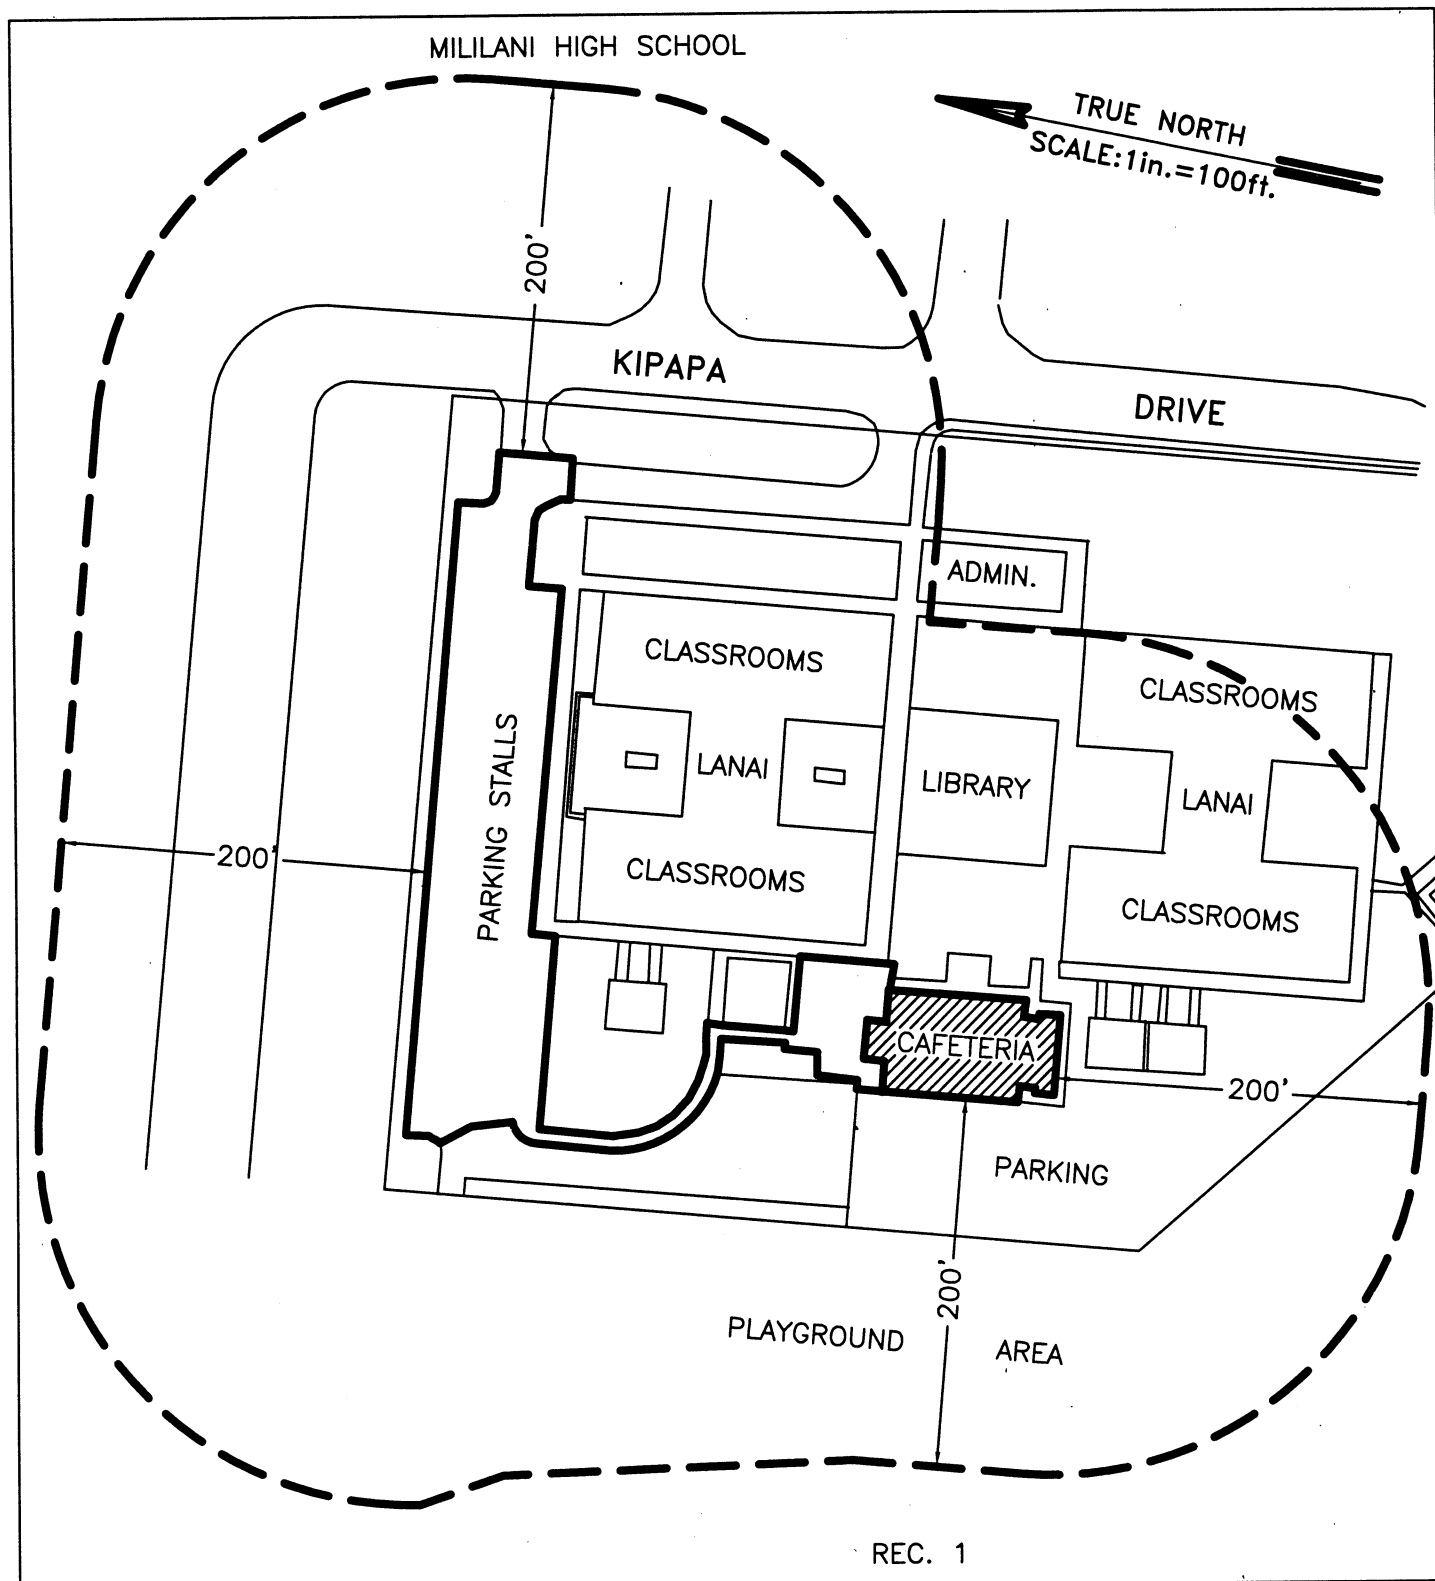 MILILANI HIGH SCHOOL
TRUE NORTH
SCALE:1in.=100ft.
200'
KIPAPA
DRIVE
ADMIN.
CLASSROOMS
CLASSROOMS
PARKING STALLS
LANAI
LIBRARY
LANAI
200'
CLASSROOMS
CLASSROOMS
CAFETERIA
200'
PARKING
200'
PLAYGROUND AREA
REC. 1